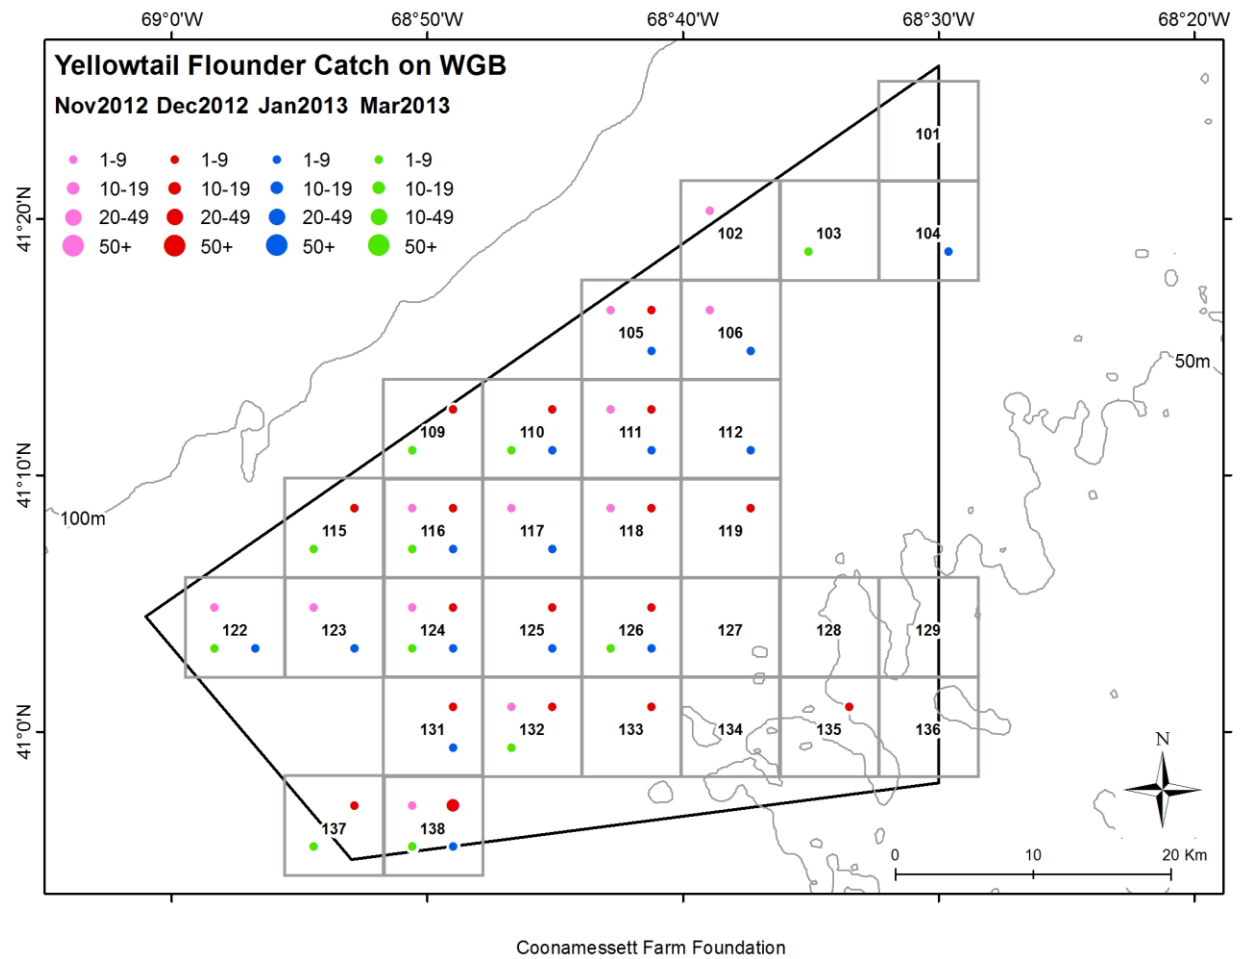 69°0'W 68°50'W 68°40'W 68°30'W 68°20'W
Yellowtail Flounder Catch on WGB
Nov2012 Dec2012 Jan2013 Mar2013
1-9 1-9 1-9 1-9
10-19 10-19 10-19 10-19
20-49 20-49 20-49 10-49
50+ 50+ 50+ 50+
101
41°20'N
102 103 104
105 106
50m
109 110 111 112
41°10'N
100m
115 116 117 118 119
122 123 124 125 126 127 128 129
41°0'N
131 132 133 134 135 136
N
137 138
0 10 20 Km
Coonamessett Farm Foundation